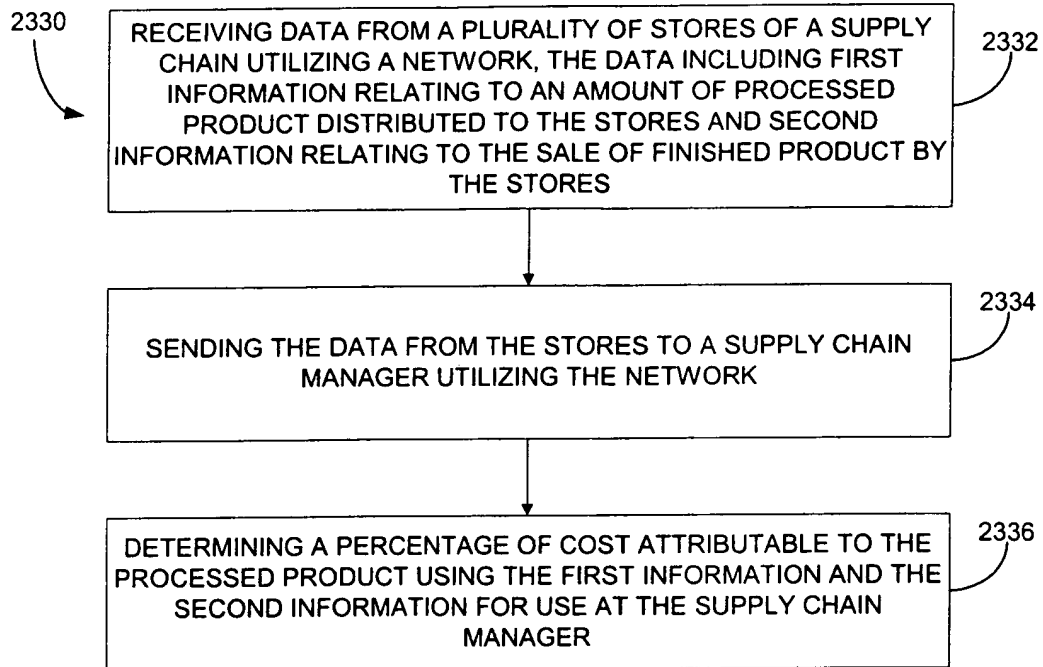 2330
RECEIVING DATA FROM A PLURALITY OF STORES OF A SUPPLY
CHAIN UTILIZING A NETWORK, THE DATA INCLUDING FIRST
INFORMATION RELATING TO AN AMOUNT OF PROCESSED
PRODUCT DISTRIBUTED TO THE STORES AND SECOND
INFORMATION RELATING TO THE SALE OF FINISHED PRODUCT BY
THE STORES
2332
SENDING THE DATA FROM THE STORES TO A SUPPLY CHAIN
MANAGER UTILIZING THE NETWORK
2334
DETERMINING A PERCENTAGE OF COST ATTRIBUTABLE TO THE
PROCESSED PRODUCT USING THE FIRST INFORMATION AND THE
SECOND INFORMATION FOR USE AT THE SUPPLY CHAIN
MANAGER
2336